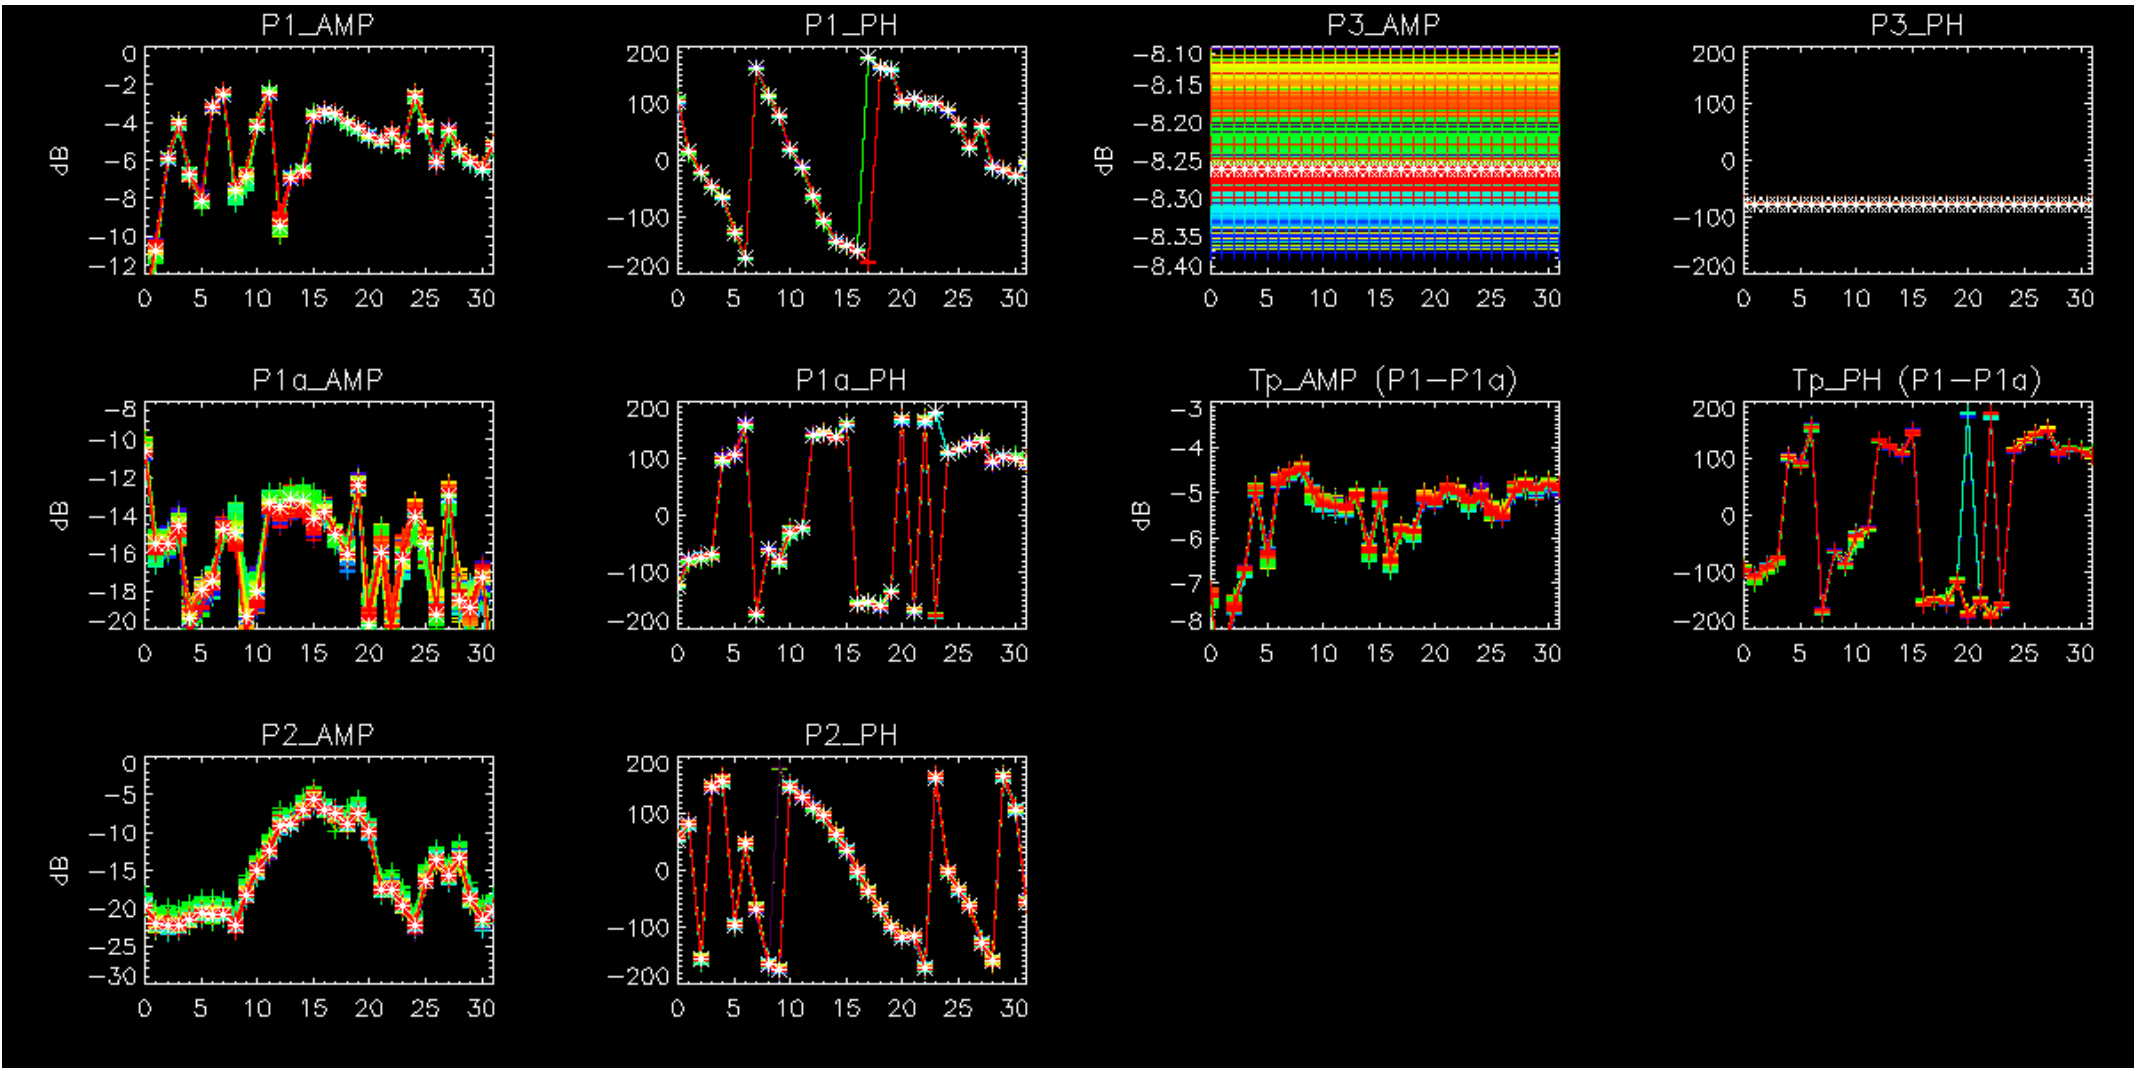 P1_AMP
dB
0
-2
-4
-6
-8
-10
-12
0 5 10 15 20 25 30
P1_PH
200
100
0
-100
-200
0 5 10 15 20 25 30
P3_AMP
dB
-8.10
-8.15
-8.20
-8.25
-8.30
-8.35
-8.40
0 5 10 15 20 25 30
P3_PH
200
100
0
-100
-200
0 5 10 15 20 25 30
P1a_AMP
dB
-8
-10
-12
-14
-16
-18
-20
0 5 10 15 20 25 30
P1a_PH
200
100
0
-100
-200
0 5 10 15 20 25 30
Tp_AMP (P1-P1a)
dB
-3
-4
-5
-6
-7
-8
0 5 10 15 20 25 30
Tp_PH (P1-P1a)
200
100
0
-100
-200
0 5 10 15 20 25 30
P2_AMP
dB
0
-5
-10
-15
-20
-25
-30
0 5 10 15 20 25 30
P2_PH
200
100
0
-100
-200
0 5 10 15 20 25 30